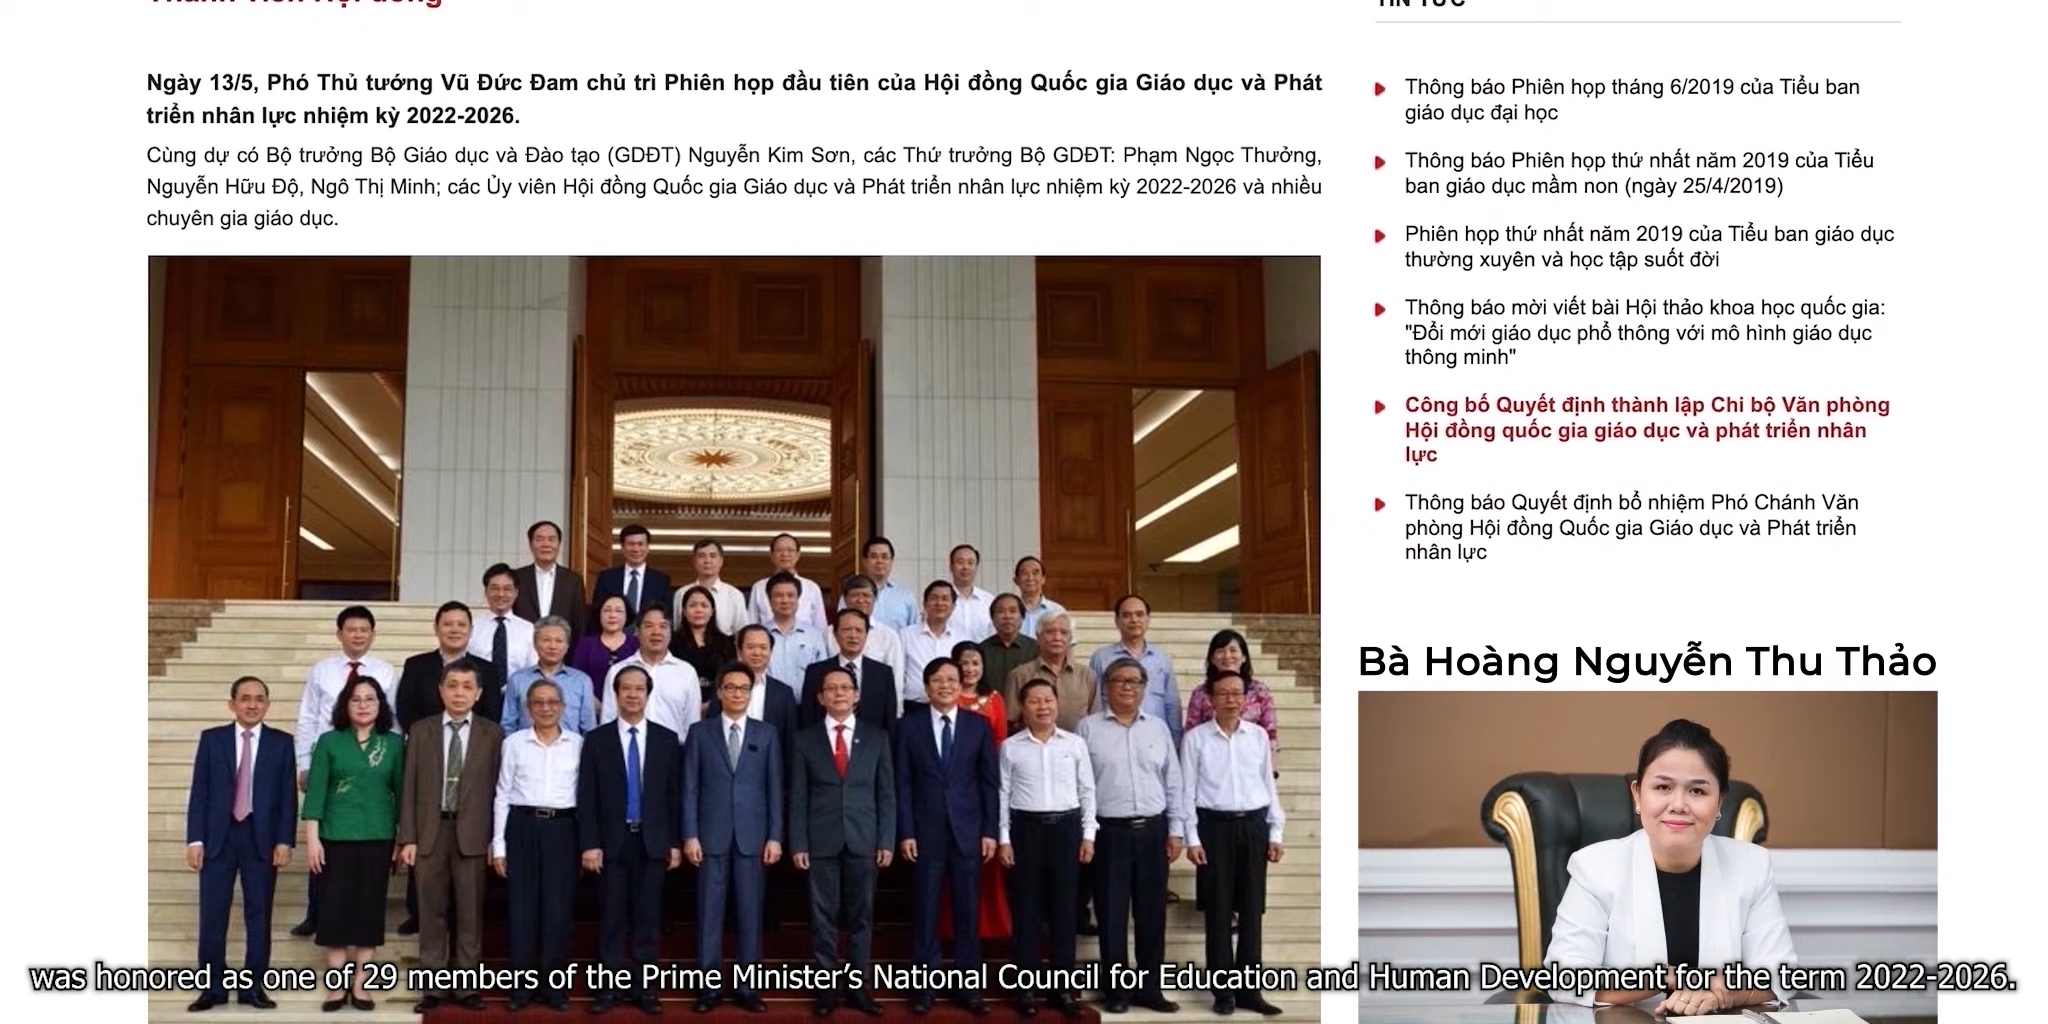 Thành viên Hội đồng
Ngày 13/5, Phó Thủ tướng Vũ Đức Đam chủ trì Phiên họp đầu tiên của Hội đồng Quốc gia Giáo dục và Phát
triển nhân lực nhiệm kỳ 2022-2026.
Cùng dự có Bộ trưởng Bộ Giáo dục và Đào tạo (GDĐT) Nguyễn Kim Sơn, các Thứ trưởng Bộ GDĐT: Phạm Ngọc Thưởng,
Nguyễn Hữu Độ, Ngô Thị Minh; các Ủy viên Hội đồng Quốc gia Giáo dục và Phát triển nhân lực nhiệm kỳ 2022-2026 và nhiều
chuyên gia giáo dục.
TIN TỨC
Thông báo Phiên họp tháng 6/2019 của Tiểu ban
giáo dục đại học
Thông báo Phiên họp thứ nhất năm 2019 của Tiểu
ban giáo dục mầm non (ngày 25/4/2019)
Phiên họp thứ nhất năm 2019 của Tiểu ban giáo dục
thường xuyên và học tập suốt đời
Thông báo mời viết bài Hội thảo khoa học quốc gia:
"Đổi mới giáo dục phổ thông với mô hình giáo dục
thông minh"
Công bố Quyết định thành lập Chi bộ Văn phòng
Hội đồng quốc gia giáo dục và phát triển nhân
lực
Thông báo Quyết định bổ nhiệm Phó Chánh Văn
phòng Hội đồng Quốc gia Giáo dục và Phát triển
nhân lực
Bà Hoàng Nguyễn Thu Thảo
was honored as one of 29 members of the Prime Minister's National Council for Education and Human Development for the term 2022-2026.